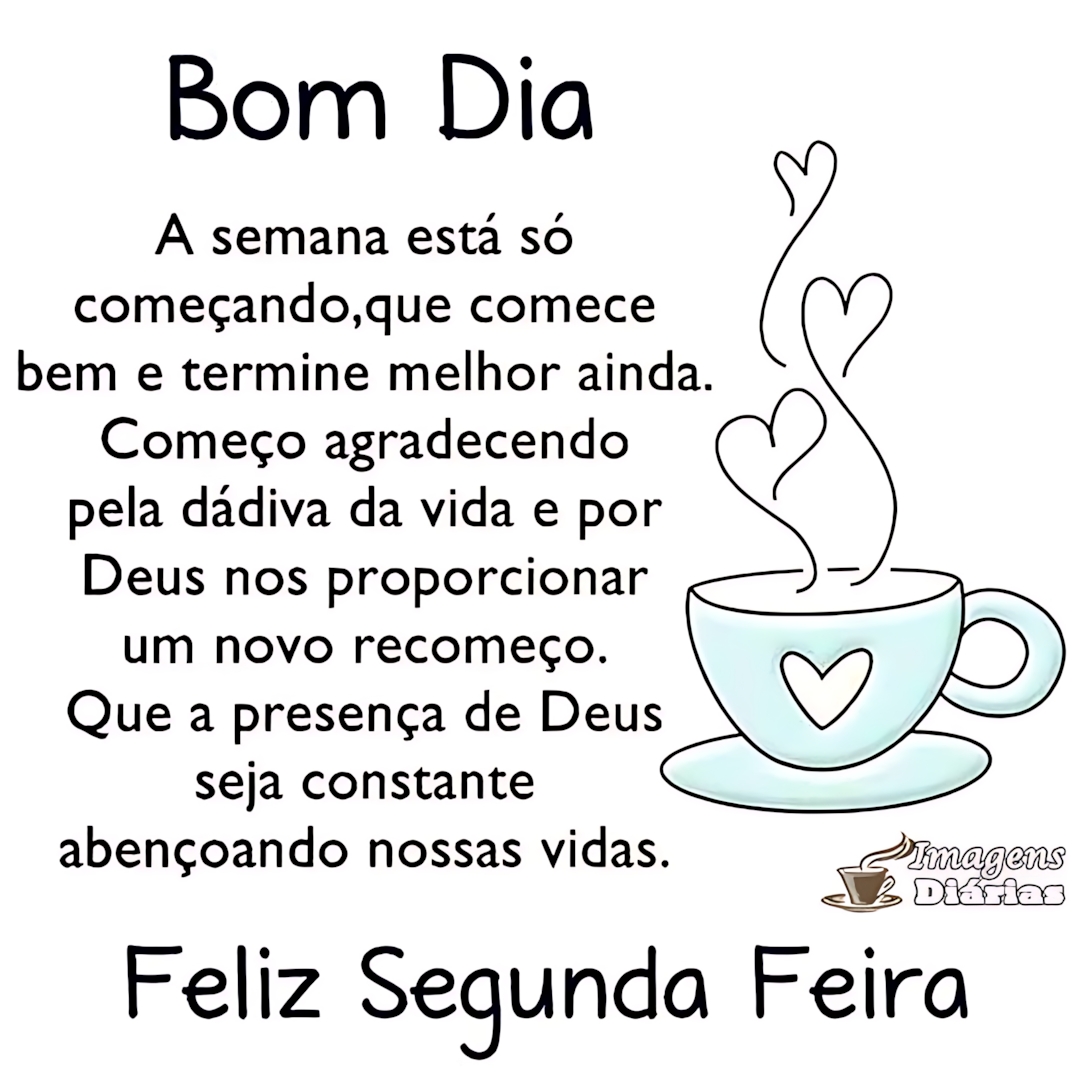 Bom Dia
A semana está só
começando,que comece
bem e termine melhor ainda.
Começo agradecendo
pela dádiva da vida e por
Deus nos proporcionar
um novo recomeço.
Que a presença de Deus
seja constante
abençoando nossas vidas.
Imagens
Diárias
Feliz Segunda Feira